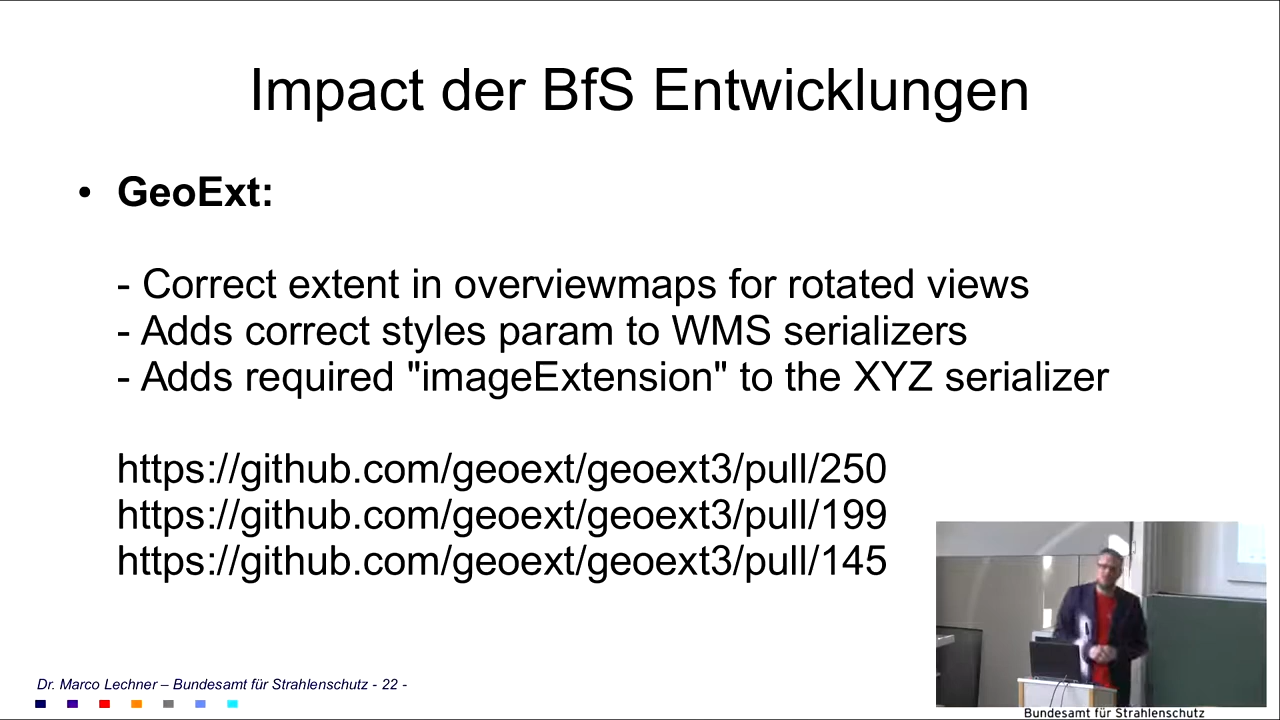 Impact der BfS Entwicklungen
• GeoExt:
- Correct extent in overviewmaps for rotated views
- Adds correct styles param to WMS serializers
- Adds required "imageExtension" to the XYZ serializer
https://github.com/geoext/geoext3/pull/250
https://github.com/geoext/geoext3/pull/199
https://github.com/geoext/geoext3/pull/145
Dr. Marco Lechner – Bundesamt für Strahlenschutz - 22 -
Bundesamt für Strahlenschutz